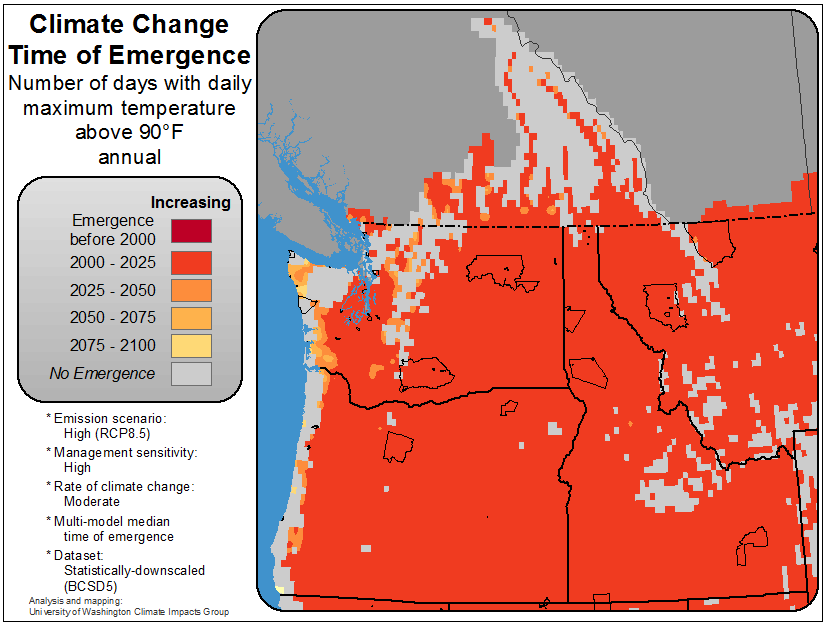 Climate Change
Time of Emergence
Number of days with daily
maximum temperature
above 90°F
annual
Increasing
Emergence
before 2000
2000 - 2025
2025 - 2050
2050 - 2075
2075 - 2100
No Emergence
* Emission scenario:
High (RCP8.5)
* Management sensitivity:
High
* Rate of climate change:
Moderate
* Multi-model median
time of emergence
* Dataset:
Statistically-downscaled
(BCSD5)
Analysis and mapping:
University of Washington Climate Impacts Group